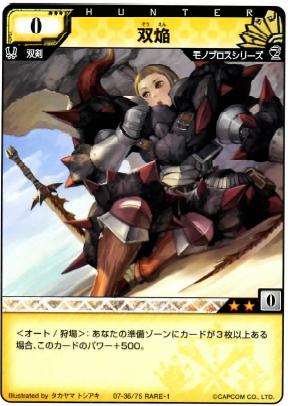 HUNTER
0
そう えん
双焔
双剣
モノブロスシリーズ
0
<オート / 狩場>：あなたの準備ゾーンにカードが3枚以上ある
場合、このカードのパワー+500。
Illustrated by タカヤマ トシアキ
07-36/75 RARE-1
©CAPCOM CO., LTD.